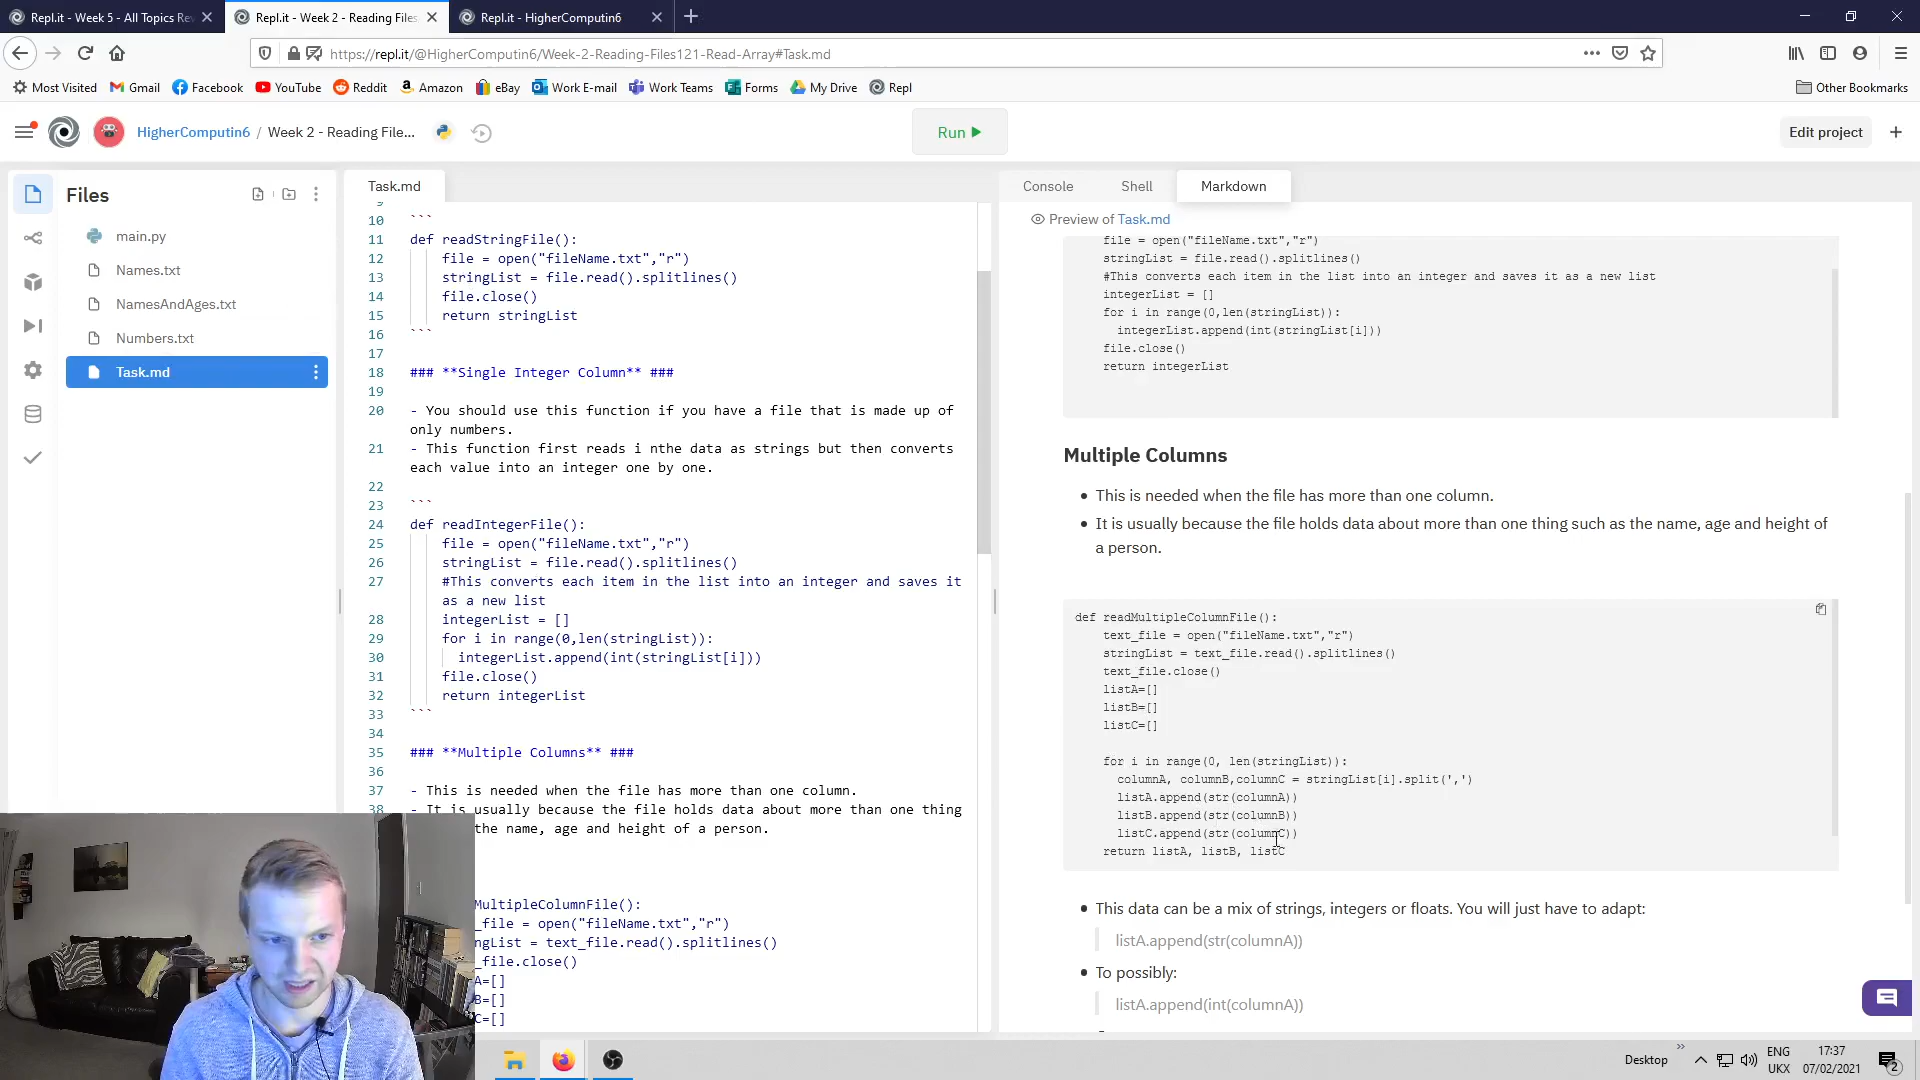 Repl.it - Week 5 - All Topics Rev
Repl.it - Week 2 - Reading Files
Repl.it - HigherComputin6
https://repl.it/@HigherComputin6/Week-2-Reading-Files121-Read-Array#Task.md
Most Visited Gmail Facebook YouTube Reddit Amazon eBay Work E-mail Work Teams Forms My Drive Repl Other Bookmarks
HigherComputin6 / Week 2 - Reading File...
Run
Edit project
Files
main.py
Names.txt
NamesAndAges.txt
Numbers.txt
Task.md
Task.md
9
10 ```
11 def readStringFile():
12 file = open("fileName.txt","r")
13 stringList = file.read().splitlines()
14 file.close()
15 return stringList
16 ```
17
18 ### **Single Integer Column** ###
19
20 - You should use this function if you have a file that is made up of
only numbers.
21 - This function first reads i nthe data as strings but then converts
each value into an integer one by one.
22
23 ```
24 def readIntegerFile():
25 file = open("fileName.txt","r")
26 stringList = file.read().splitlines()
27 #This converts each item in the list into an integer and saves it
as a new list
28 integerList = []
29 for i in range(0,len(stringList)):
30 integerList.append(int(stringList[i]))
31 file.close()
32 return integerList
33 ```
34
35 ### **Multiple Columns** ###
36
37 - This is needed when the file has more than one column.
38 - It is usually because the file holds data about more than one thing
the name, age and height of a person.
MultipleColumnFile():
_file = open("fileName.txt","r")
ngList = text_file.read().splitlines()
_file.close()
A=[]
B=[]
C=[]
Console Shell Markdown
Preview of Task.md
file = open("fileName.txt","r")
stringList = file.read().splitlines()
#This converts each item in the list into an integer and saves it as a new list
integerList = []
for i in range(0,len(stringList)):
integerList.append(int(stringList[i]))
file.close()
return integerList
Multiple Columns
• This is needed when the file has more than one column.
• It is usually because the file holds data about more than one thing such as the name, age and height of
a person.
def readMultipleColumnFile():
text_file = open("fileName.txt","r")
stringList = text_file.read().splitlines()
text_file.close()
listA=[]
listB=[]
listC=[]
for i in range(0, len(stringList)):
columnA, columnB,columnC = stringList[i].split(',')
listA.append(str(columnA))
listB.append(str(columnB))
listC.append(str(columnC))
return listA, listB, listC
• This data can be a mix of strings, integers or floats. You will just have to adapt:
listA.append(str(columnA))
• To possibly:
listA.append(int(columnA))
Desktop
ENG
UKX
17:37
07/02/2021
2